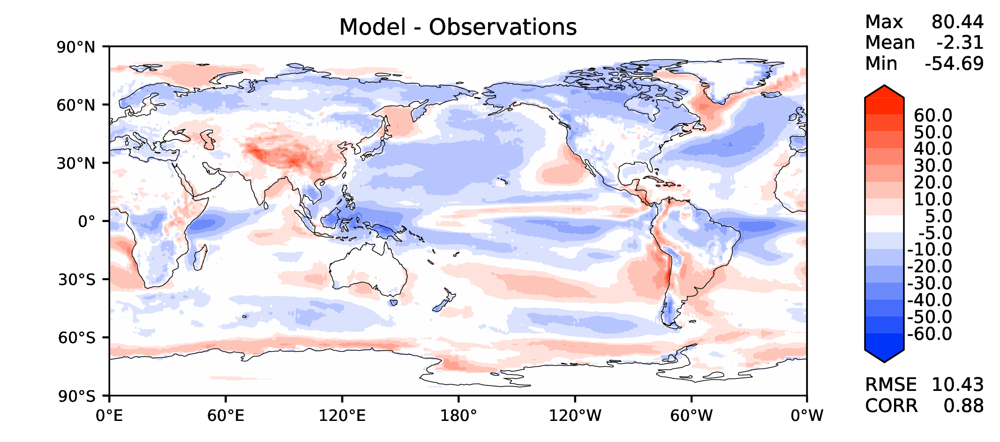 Model - Observations
Max 80.44
Mean -2.31
Min -54.69
90°N
60°N
30°N
0°
30°S
60°S
90°S
0°E 60°E 120°E 180° 120°W 60°W 0°W
60.0
50.0
40.0
30.0
20.0
10.0
5.0
-5.0
-10.0
-20.0
-30.0
-40.0
-50.0
-60.0
RMSE 10.43
CORR 0.88